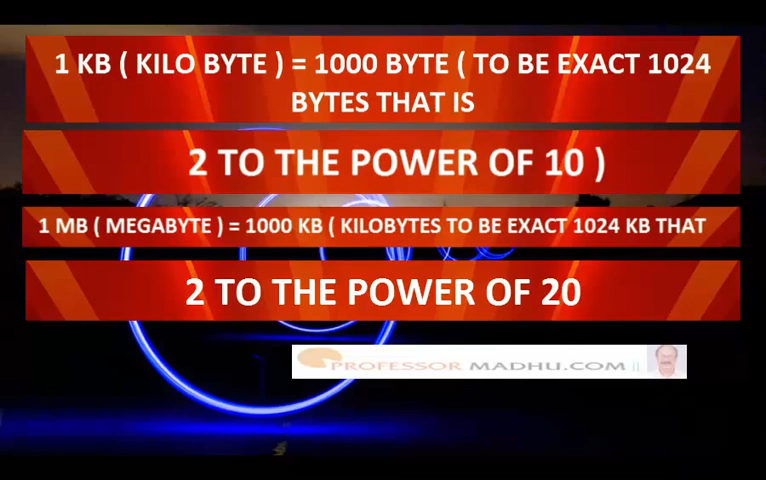 1 KB ( KILO BYTE ) = 1000 BYTE ( TO BE EXACT 1024
BYTES THAT IS
2 TO THE POWER OF 10 )
1 MB ( MEGABYTE ) = 1000 KB ( KILOBYTES TO BE EXACT 1024 KB THAT
2 TO THE POWER OF 20
PROFESSOR MADHU.COM ||